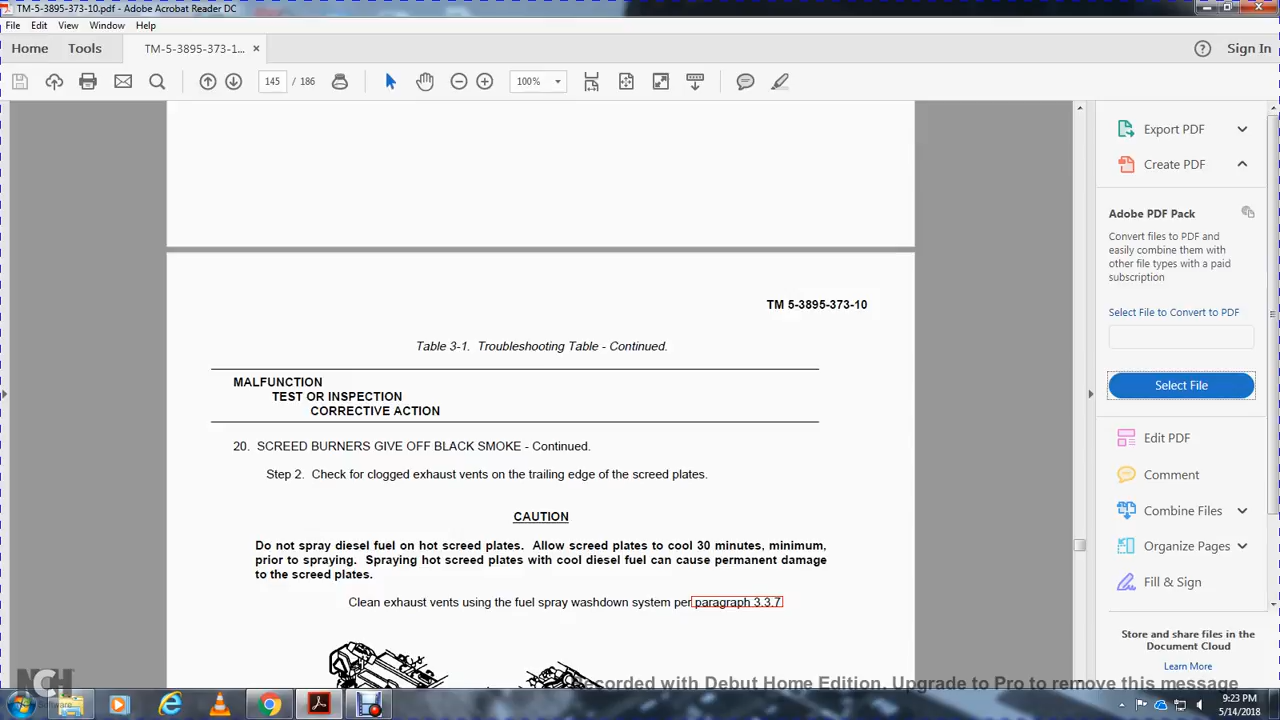 TM-5-3895-373-10.pdf - Adobe Acrobat Reader DC
File Edit View Window Help
Home Tools TM-5-3895-373-1... × Sign In
145 / 186 100%
Export PDF
Create PDF
Adobe PDF Pack
Convert files to PDF and
easily combine them with
other file types with a paid
subscription
Select File to Convert to PDF
Select File
Edit PDF
Comment
Combine Files
Organize Pages
Fill & Sign
Store and share files in the
Document Cloud
Learn More
TM 5-3895-373-10
Table 3-1. Troubleshooting Table - Continued.
MALFUNCTION
TEST OR INSPECTION
CORRECTIVE ACTION
20. SCREED BURNERS GIVE OFF BLACK SMOKE - Continued.
Step 2. Check for clogged exhaust vents on the trailing edge of the screed plates.
CAUTION
Do not spray diesel fuel on hot screed plates. Allow screed plates to cool 30 minutes, minimum,
prior to spraying. Spraying hot screed plates with cool diesel fuel can cause permanent damage
to the screed plates.
Clean exhaust vents using the fuel spray washdown system per paragraph 3.3.7
NCH
ware
Recorded with Debut Home Edition. Upgrade to Pro to remove this message
9:23 PM
5/14/2018